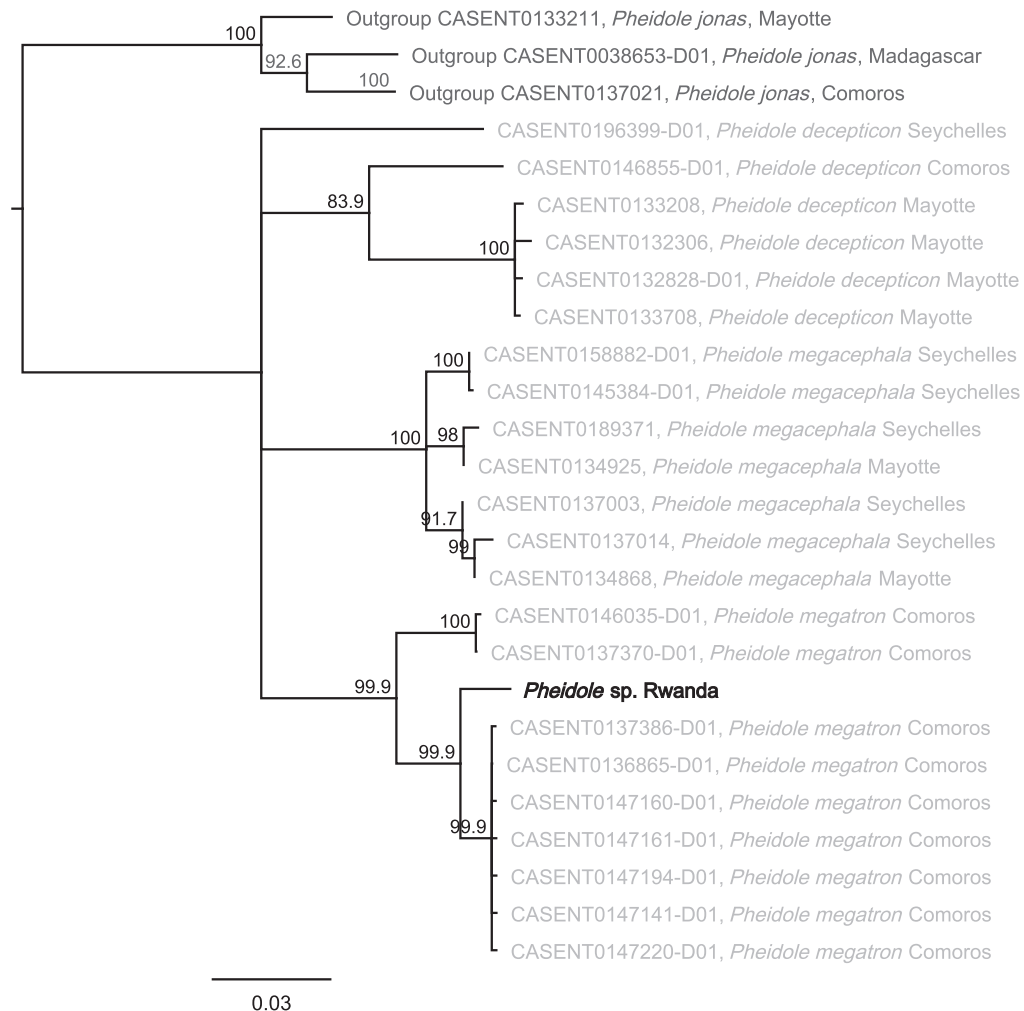 Outgroup CASENT0133211, Pheidole jonas, Mayotte
100
Outgroup CASENT0038653-D01, Pheidole jonas, Madagascar
92.6
100
Outgroup CASENT0137021, Pheidole jonas, Comoros
CASENT0196399-D01, Pheidole decepticon Seychelles
CASENT0146855-D01, Pheidole decepticon Comoros
83.9
CASENT0133208, Pheidole decepticon Mayotte
CASENT0132306, Pheidole decepticon Mayotte
100
CASENT0132828-D01, Pheidole decepticon Mayotte
CASENT0133708, Pheidole decepticon Mayotte
CASENT0158882-D01, Pheidole megacephala Seychelles
100
CASENT0145384-D01, Pheidole megacephala Seychelles
CASENT0189371, Pheidole megacephala Seychelles
100
98
CASENT0134925, Pheidole megacephala Mayotte
CASENT0137003, Pheidole megacephala Seychelles
91.7
CASENT0137014, Pheidole megacephala Seychelles
99
CASENT0134868, Pheidole megacephala Mayotte
CASENT0146035-D01, Pheidole megatron Comoros
100
CASENT0137370-D01, Pheidole megatron Comoros
99.9
Pheidole sp. Rwanda
CASENT0137386-D01, Pheidole megatron Comoros
99.9
CASENT0136865-D01, Pheidole megatron Comoros
CASENT0147160-D01, Pheidole megatron Comoros
99.9
CASENT0147161-D01, Pheidole megatron Comoros
CASENT0147194-D01, Pheidole megatron Comoros
CASENT0147141-D01, Pheidole megatron Comoros
CASENT0147220-D01, Pheidole megatron Comoros
0.03